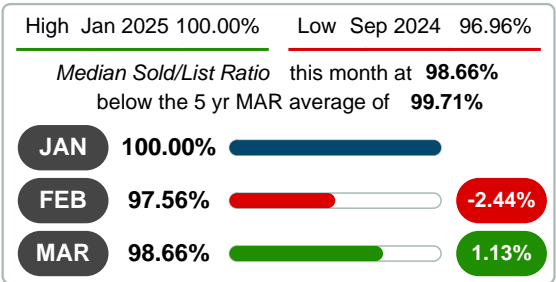 High Jan 2025 100.00% Low Sep 2024 96.96%
Median Sold/List Ratio this month at 98.66%
below the 5 yr MAR average of 99.71%
JAN 100.00%
FEB 97.56% -2.44%
MAR 98.66% 1.13%